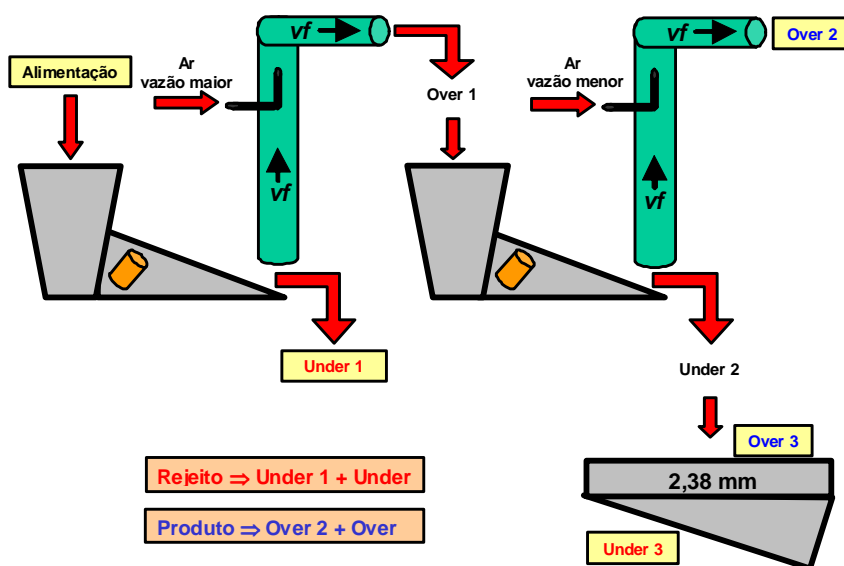 Alimentação
Ar
vazão maior
vf
vf
Over 1
Ar
vazão menor
vf
Over 2
vf
Under 1
Under 2
Over 3
2,38 mm
Under 3
Rejeito ⇒ Under 1 + Under
Produto ⇒ Over 2 + Over